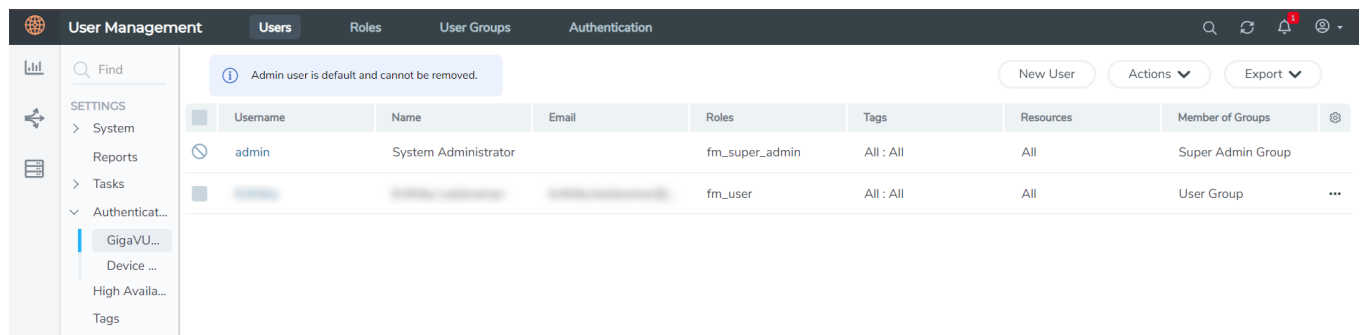 User Management Users Roles User Groups Authentication 1
Find
Admin user is default and cannot be removed. New User Actions Export
SETTINGS
System
Reports
Tasks
Authenticat...
GigaVU...
Device ...
High Availa...
Tags
Username Name Email Roles Tags Resources Member of Groups
admin System Administrator fm_super_admin All : All All Super Admin Group
fm_user All : All All User Group